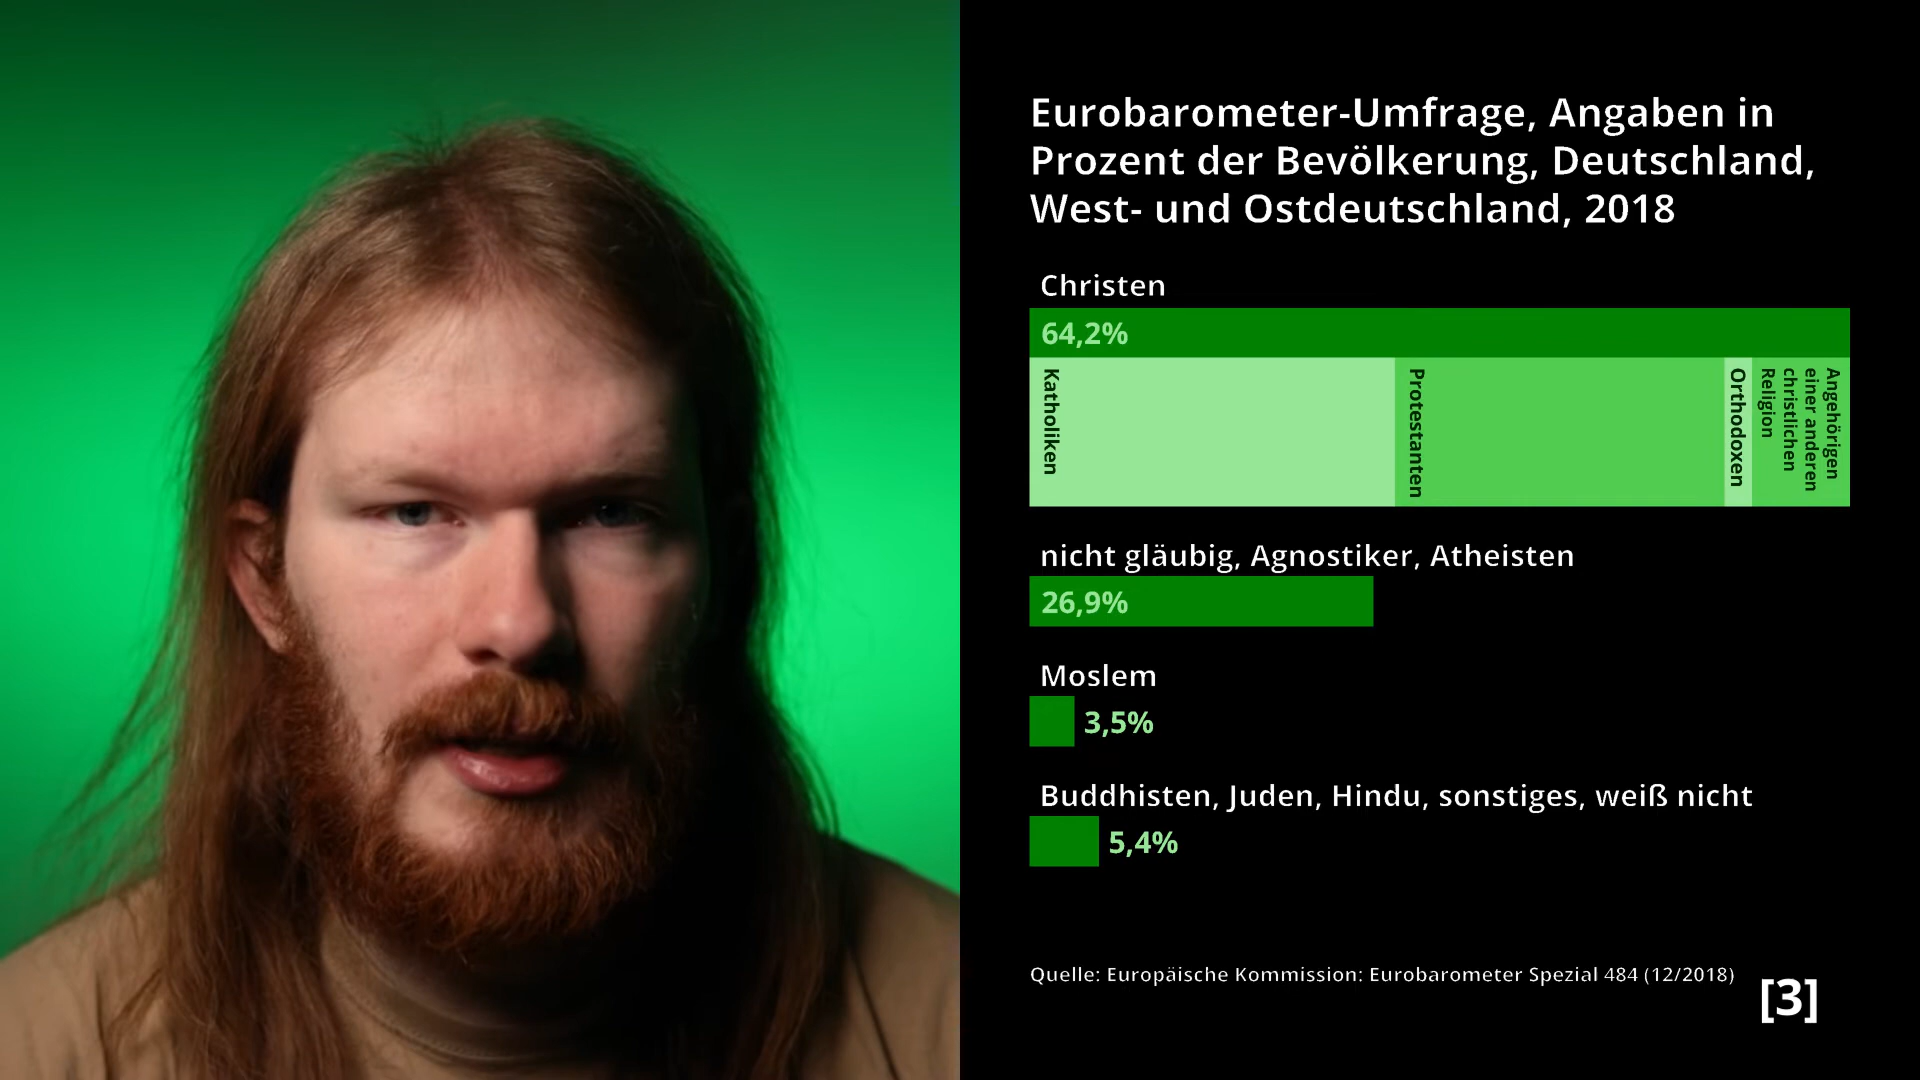 Eurobarometer-Umfrage, Angaben in
Prozent der Bevölkerung, Deutschland,
West- und Ostdeutschland, 2018
Christen
64,2%
Katholiken
Protestanten
Orthodoxen
Angehörigen
einer anderen
christlichen
Religion
nicht gläubig, Agnostiker, Atheisten
26,9%
Moslem
3,5%
Buddhisten, Juden, Hindu, sonstiges, weiß nicht
5,4%
Quelle: Europäische Kommission: Eurobarometer Spezial 484 (12/2018)
[3]